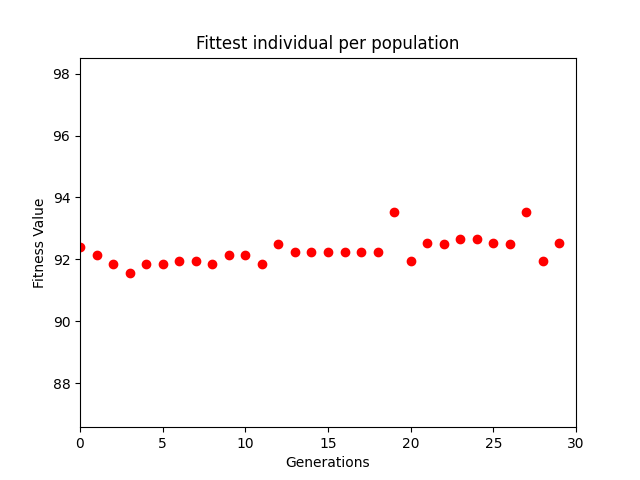 Fittest individual per population
98
96
94
92
90
88
Fitness Value
0 5 10 15 20 25 30
Generations